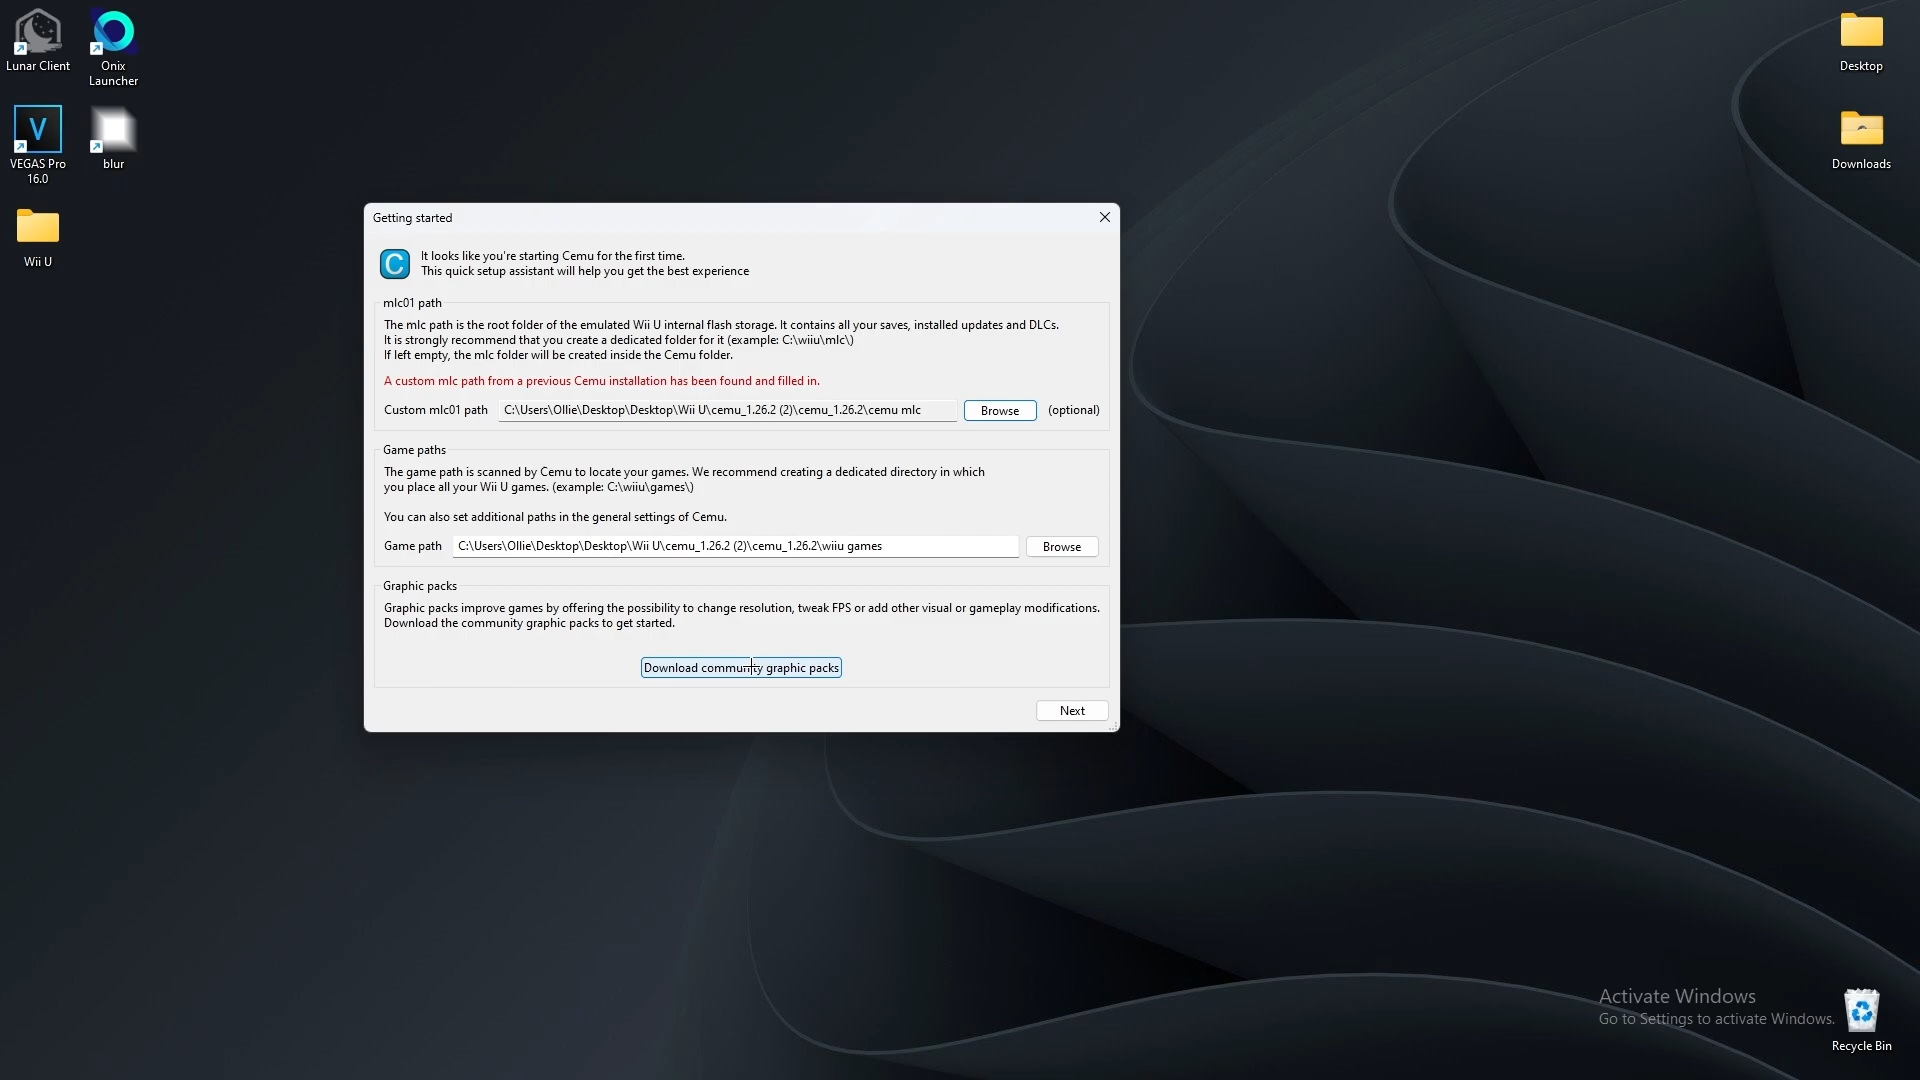 Lunar Client
Onix
Launcher
V
VEGAS Pro
16.0
blur
Wii U
Desktop
Downloads
Getting started
C
It looks like you're starting Cemu for the first time.
This quick setup assistant will help you get the best experience
mlc01 path
The mlc path is the root folder of the emulated Wii U internal flash storage. It contains all your saves, installed updates and DLCs.
It is strongly recommend that you create a dedicated folder for it (example: C:\wiiu\mlc\)
If left empty, the mlc folder will be created inside the Cemu folder.
A custom mlc path from a previous Cemu installation has been found and filled in.
Custom mlc01 path C:\Users\Ollie\Desktop\Desktop\Wii U\cemu_1.26.2 (2)\cemu_1.26.2\cemu mlc Browse (optional)
Game paths
The game path is scanned by Cemu to locate your games. We recommend creating a dedicated directory in which
you place all your Wii U games. (example: C:\wiiu\games\)
You can also set additional paths in the general settings of Cemu.
Game path C:\Users\Ollie\Desktop\Desktop\Wii U\cemu_1.26.2 (2)\cemu_1.26.2\wiiu games Browse
Graphic packs
Graphic packs improve games by offering the possibility to change resolution, tweak FPS or add other visual or gameplay modifications.
Download the community graphic packs to get started.
Download community graphic packs
Next
Activate Windows
Go to Settings to activate Windows.
Recycle Bin